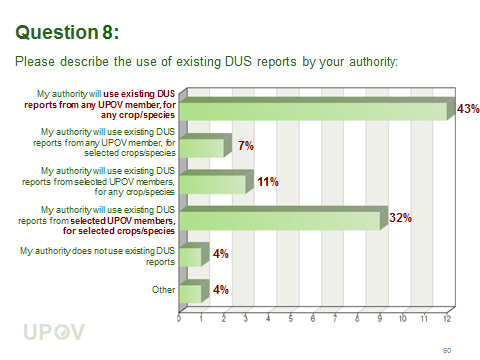 Question 8:
Please describe the use of existing DUS reports by your authority:
My authority will use existing DUS
reports from any UPOV member, for
any crop/species
43%
My authority will use existing DUS
reports from any UPOV member, for
selected crops/species
7%
My authority will use existing DUS
reports from selected UPOV members,
for any crop/species
11%
My authority will use existing DUS
reports from selected UPOV members,
for selected crops/species
32%
My authority does not use existing DUS
reports
4%
Other
4%
0 1 2 3 4 5 6 7 8 9 10 11 12
UPOV
60